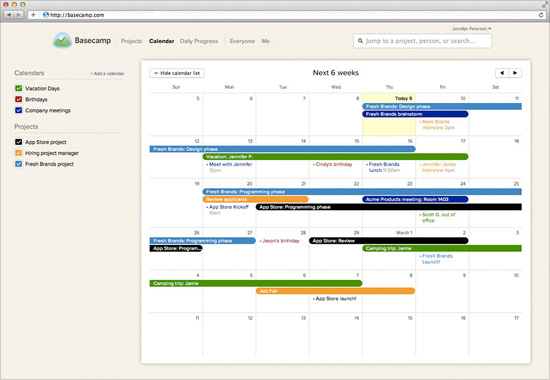 http://basecamp.com
Jennifer Peterson
Basecamp
Projects Calendar Daily Progress Everyone Me
Jump to a project, person, or search...
Calendars
+ Add a calendar
Vacation Days
Birthdays
Company meetings
Projects
App Store project
Hiring project manager
Fresh Brands project
← Hide calendar list
Next 6 weeks
Sun Mon Tue Wed Thu Fri Sat
5 6 7 8 Today 9 10 11
Fresh Brands: Design phase
Fresh Brands brainstorm
• Mark Stocks
Interview 2pm
12 13 14 15 16 17 18
Fresh Brands: Design phase
Vacation: Jennifer P.
• Meet with Jennifer
12pm
• Cindy's birthday
• Fresh Brands
lunch 11:30am
• Jennifer Jones
Interview 4pm
19 20 21 22 23 24 25
Fresh Brands: Programming phase
Review applicants
Acme Products meeting: Room 1403
• App Store Kickoff
10am
App Store: Programming phase
• Scott G. out of
office
26 27 28 29 March 1 2 3
Fresh Brands: Programming phase
• Jason's birthday
App Store: Review
App Store: Program...
Camping trip: Jamie
• Fresh Brands
Launch!
4 5 6 7 8 9 10
Camping trip: Jamie
Job Fair
• App Store launch!
11 12 13 14 15 16 17